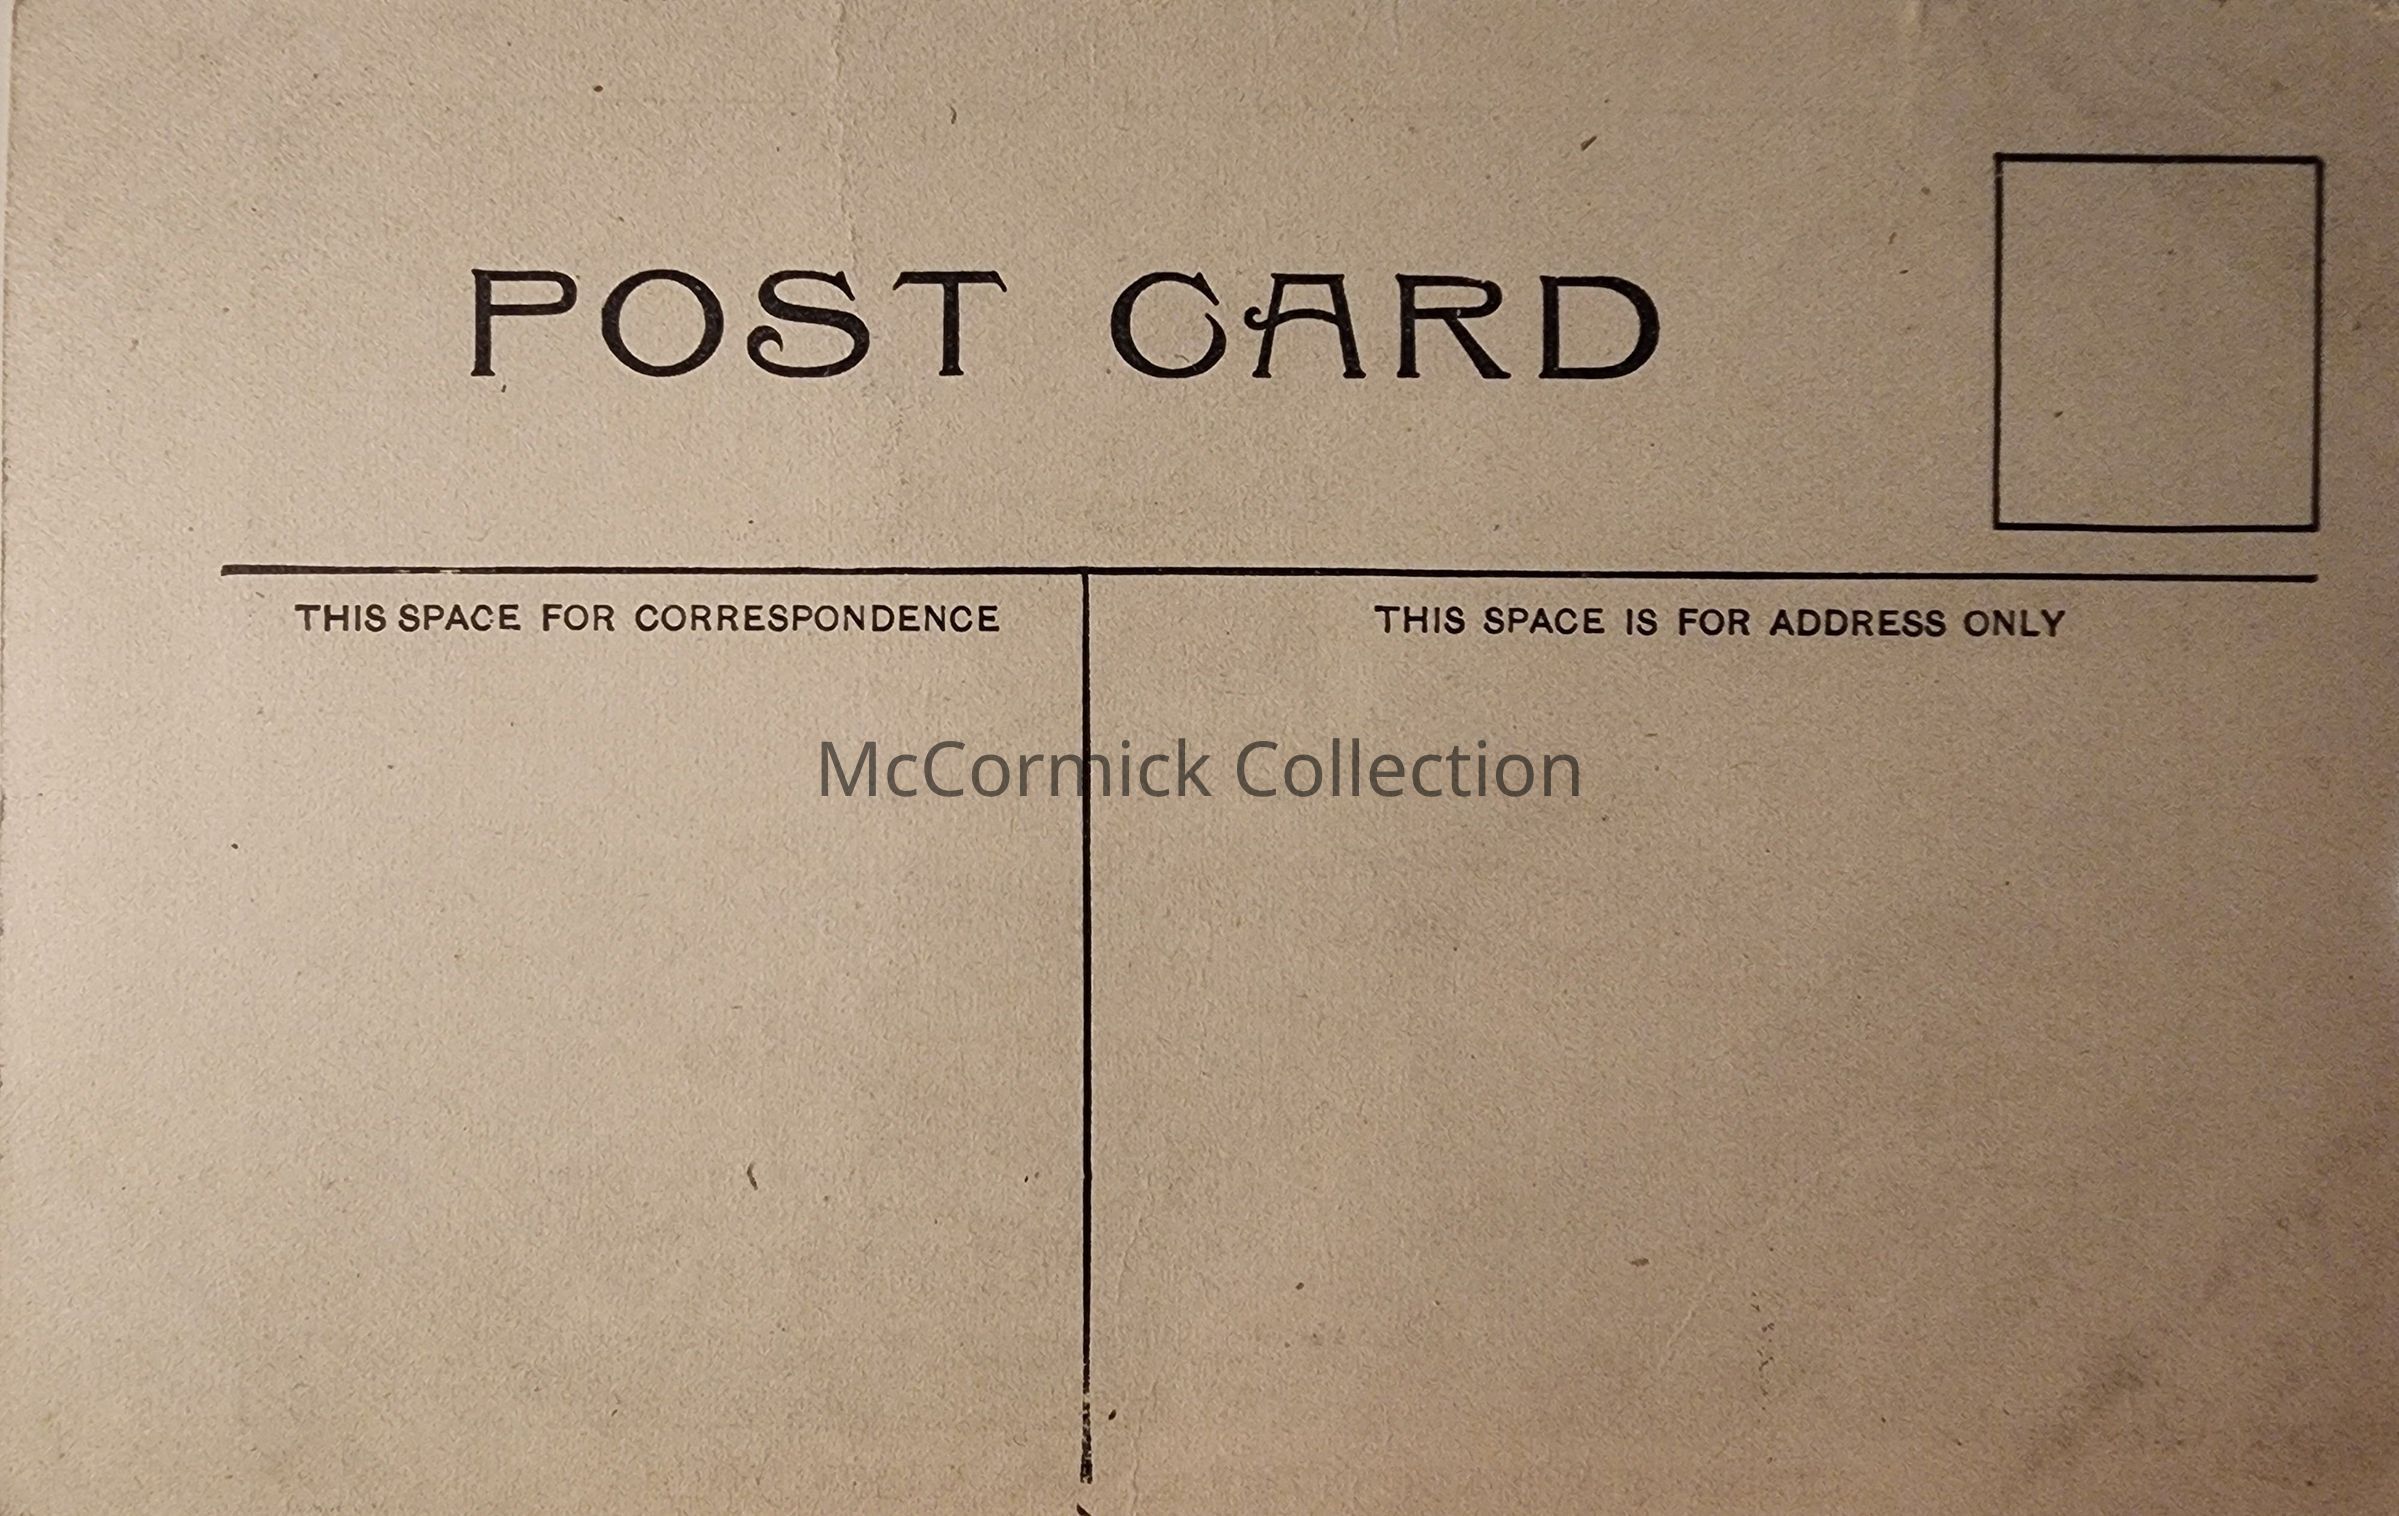 POST CARD
THIS SPACE FOR CORRESPONDENCE
THIS SPACE IS FOR ADDRESS ONLY
McCormick Collection